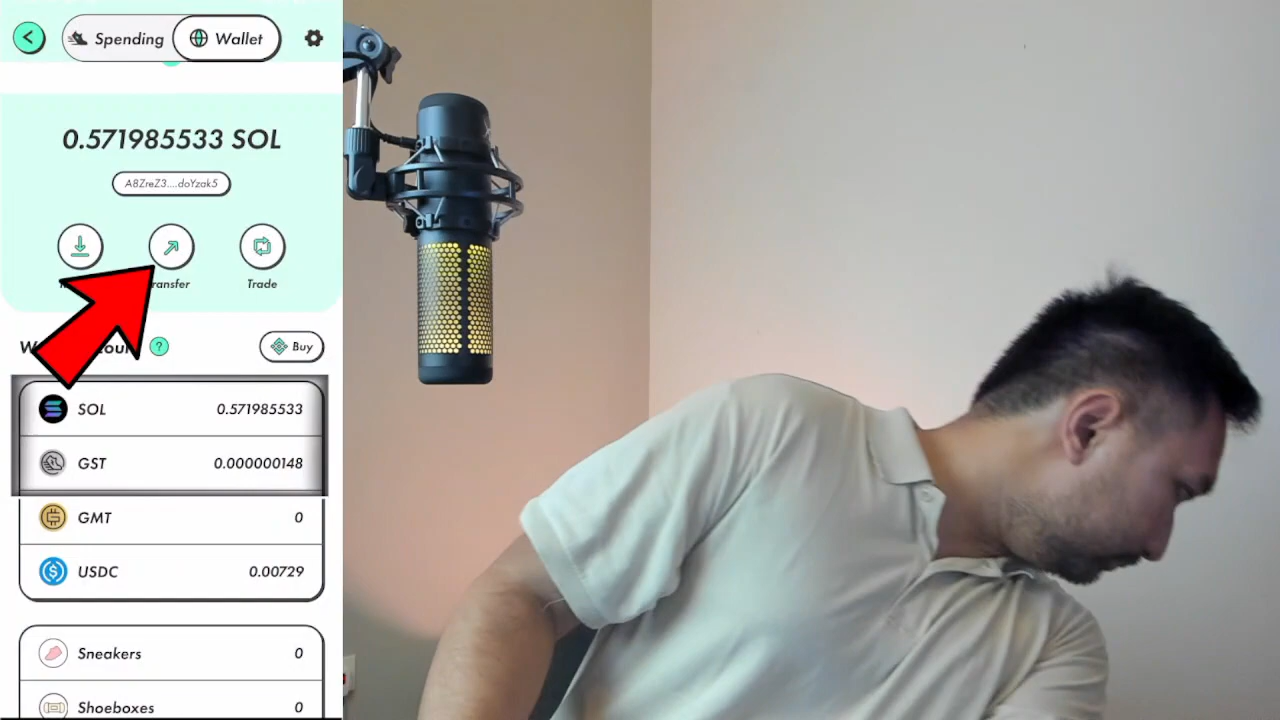 Spending Wallet
0.571985533 SOL
A8ZreZ3....doYzak5
Trade
Buy
SOL 0.571985533
GST 0.000000148
GMT 0
USDC 0.00729
Sneakers 0
Shoeboxes 0